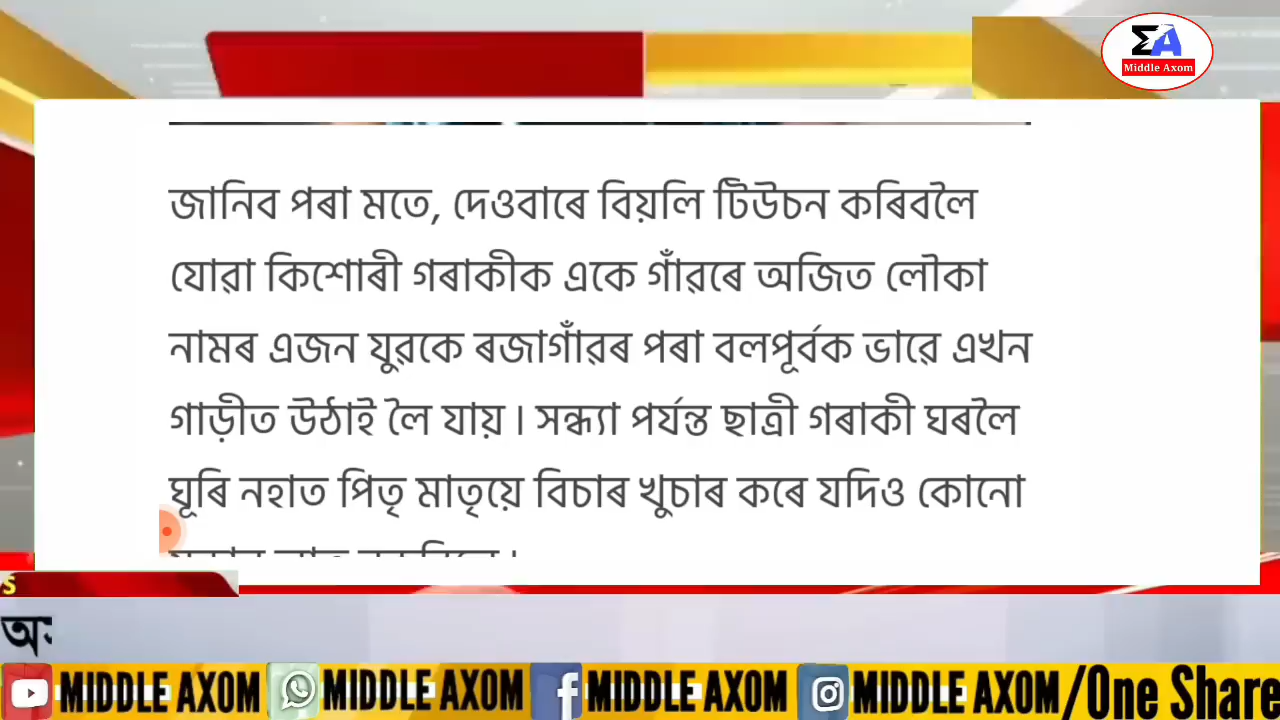 ΣA
Middle Axom
জানিব পৰা মতে, দেওবাৰে বিয়লি টিউচন কৰিবলৈ
যোৱা কিশোৰী গৰাকীক একে গাঁৱৰে অজিত লৌকা
নামৰ এজন যুৱকে ৰজাগাঁৱৰ পৰা বলপূৰ্বক ভাৱে এখন
গাড়ীত উঠাই লৈ যায় । সন্ধ্যা পৰ্যন্ত ছাত্ৰী গৰাকী ঘৰলৈ
ঘূৰি নহাত পিতৃ মাতৃয়ে বিচাৰ খুচাৰ কৰে যদিও কোনো
S
MIDDLE AXOM MIDDLE AXOM MIDDLE AXOM MIDDLE AXOM/One Share